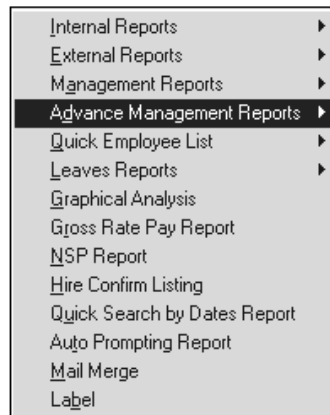 Internal Reports
External Reports
Management Reports
Advance Management Reports
Quick Employee List
Leaves Reports
Graphical Analysis
Gross Rate Pay Report
NSP Report
Hire Confirm Listing
Quick Search by Dates Report
Auto Prompting Report
Mail Merge
Label